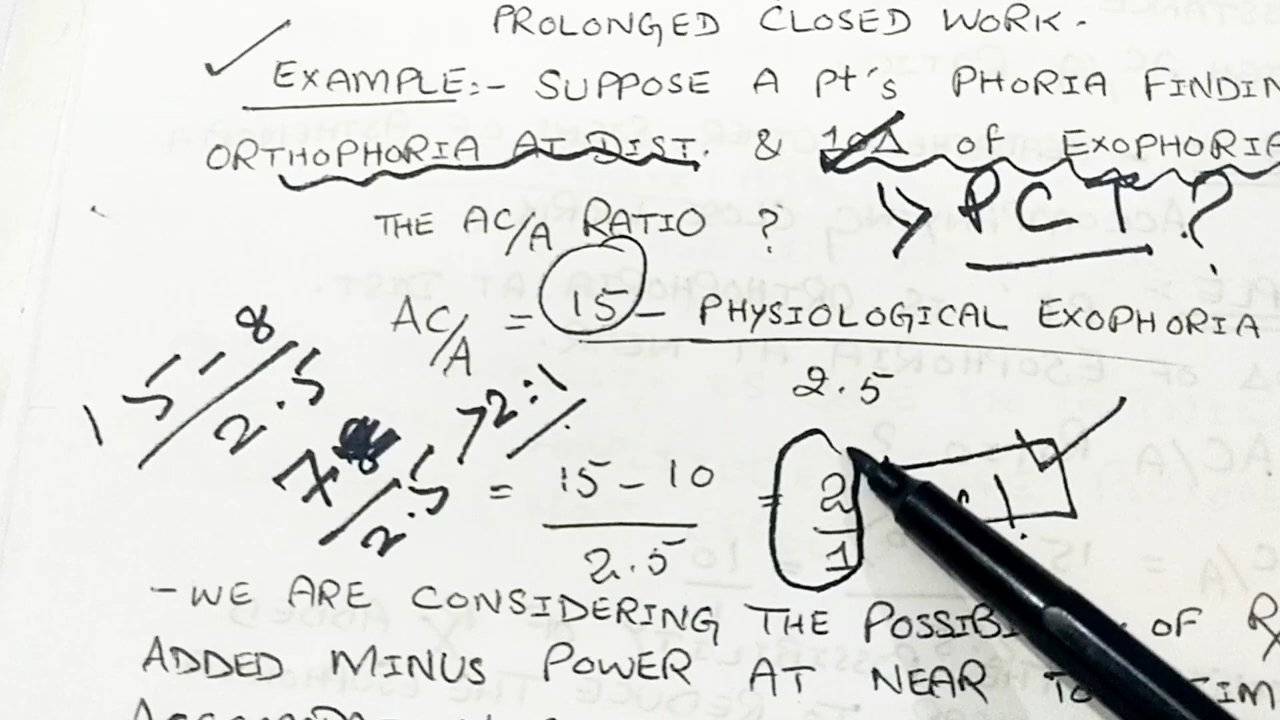 PROLONGED CLOSED WORK.
EXAMPLE:- SUPPOSE A Pt's PHORIA FINDIN
ORTHOPHORIA AT DIST. & 10Δ of EXOPHORIA
→ PCT?
THE AC/A RATIO ?
AC/A = 15 - PHYSIOLOGICAL EXOPHORIA
2.5
15 - 8 / 2.5
7 / 2.5
72:1
= 15 - 10 / 2.5 = 2/1
- WE ARE CONSIDERING THE OF Rx
ADDED MINUS POWER AT NEAR